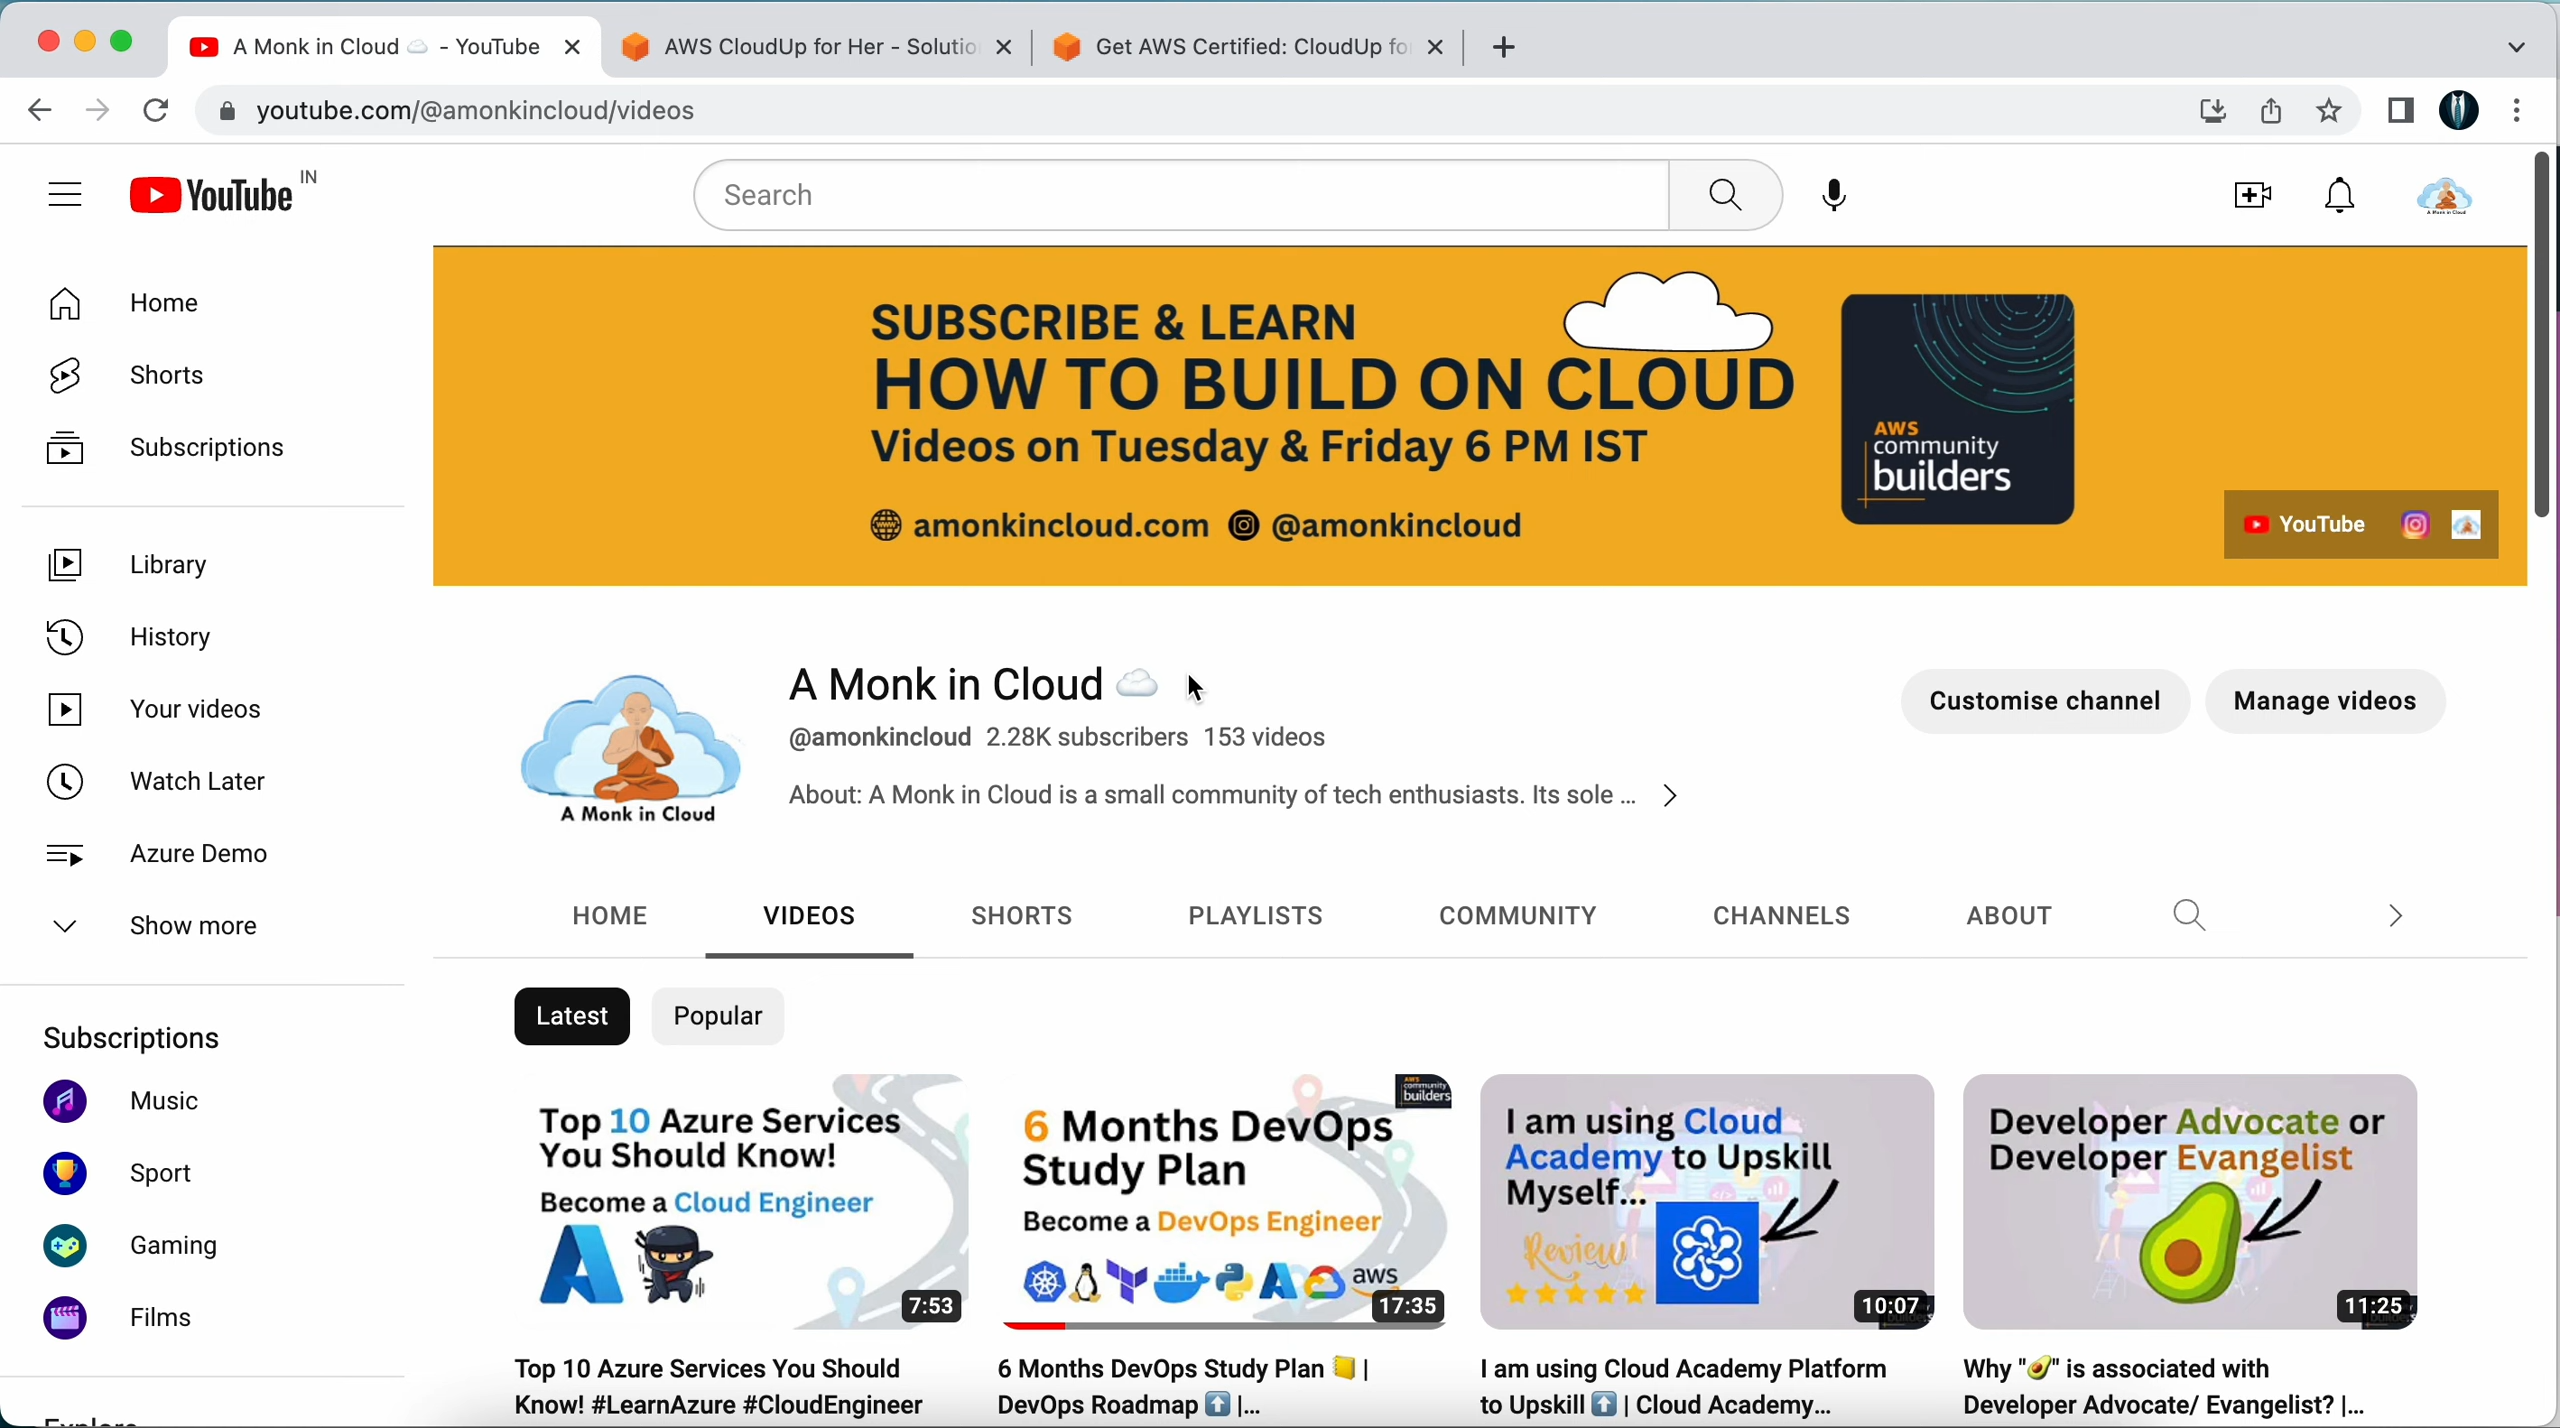 A Monk in Cloud ☁️ - YouTube
AWS CloudUp for Her - Solutio
Get AWS Certified: CloudUp fo
youtube.com/@amonkincloud/videos
YouTube IN
Search
Home
Shorts
Subscriptions
Library
History
Your videos
Watch Later
Azure Demo
Show more
Subscriptions
Music
Sport
Gaming
Films
SUBSCRIBE & LEARN
HOW TO BUILD ON CLOUD
Videos on Tuesday & Friday 6 PM IST
amonkincloud.com @amonkincloud
AWS
community
builders
YouTube
A Monk in Cloud
A Monk in Cloud ☁️
@amonkincloud 2.28K subscribers 153 videos
About: A Monk in Cloud is a small community of tech enthusiasts. Its sole ...
Customise channel
Manage videos
HOME VIDEOS SHORTS PLAYLISTS COMMUNITY CHANNELS ABOUT
Latest Popular
Top 10 Azure Services
You Should Know!
Become a Cloud Engineer
7:53
Top 10 Azure Services You Should
Know! #LearnAzure #CloudEngineer
AWS
community
builders
6 Months DevOps
Study Plan
Become a DevOps Engineer
aws
17:35
6 Months DevOps Study Plan 📒 |
DevOps Roadmap ⬆️ |...
I am using Cloud
Academy to Upskill
Myself...
Review
10:07
I am using Cloud Academy Platform
to Upskill ⬆️ | Cloud Academy...
Developer Advocate or
Developer Evangelist
11:25
Why "🥑" is associated with
Developer Advocate/ Evangelist? |...